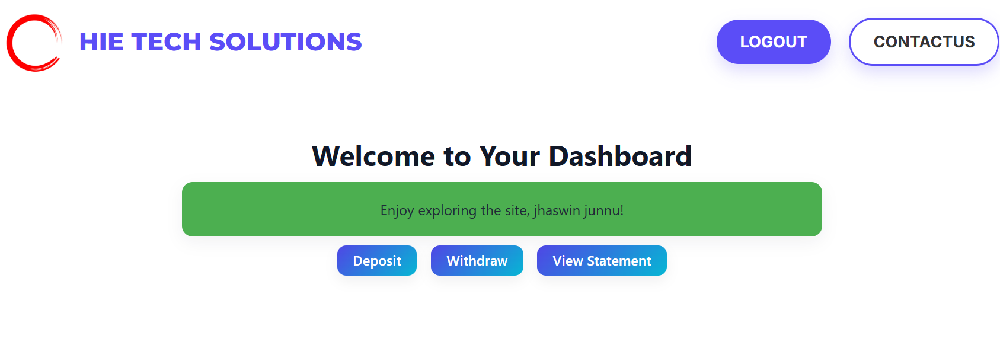 HIE TECH SOLUTIONS
LOGOUT
CONTACTUS
Welcome to Your Dashboard
Enjoy exploring the site, jhaswin junnu!
Deposit
Withdraw
View Statement